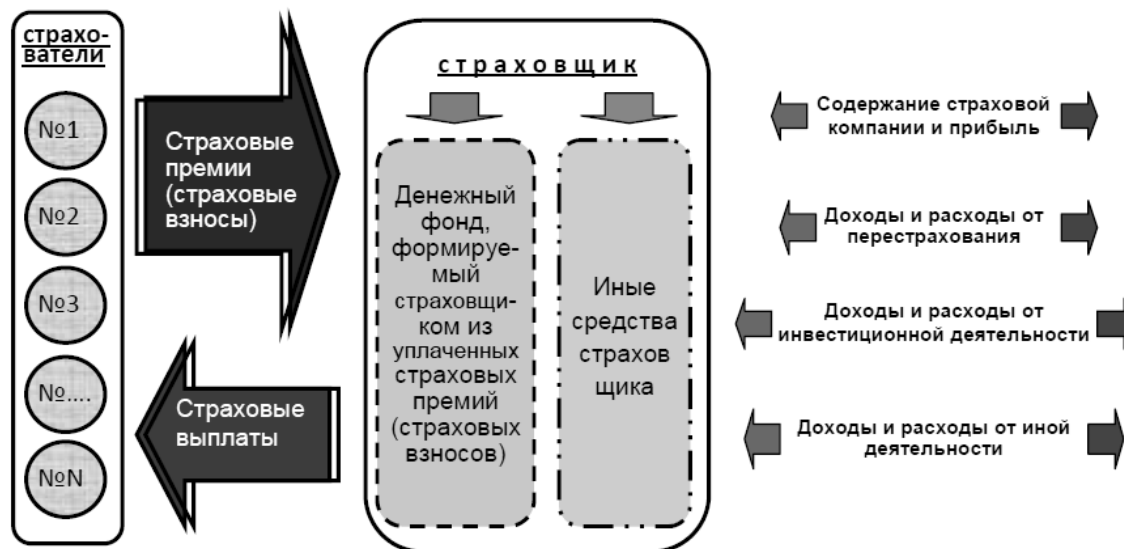 страхо-
ватели
№1
№2
№3
№....
№N
Страховые
премии
(страховые
взносы)
Страховые
выплаты
страховщик
Денежный
фонд,
формируе-
мый
страховщи-
ком из
уплаченных
страховых
премий
(страховых
взносов)
Иные
средства
страхов
щика
Содержание страховой
компании и прибыль
Доходы и расходы от
перестрахования
Доходы и расходы от
инвестиционной деятельности
Доходы и расходы от иной
деятельности